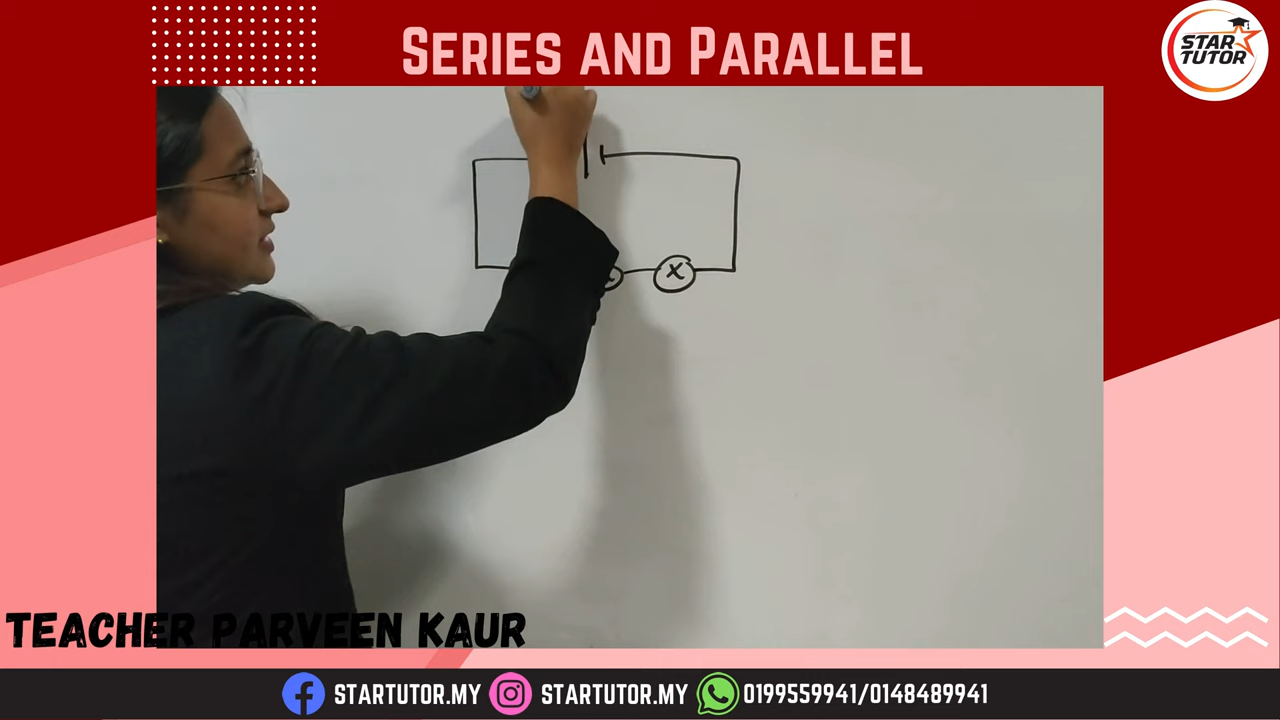 SERIES AND PARALLEL
STAR
TUTOR
X
TEACHER PARVEEN KAUR
STARTUTOR.MY
STARTUTOR.MY
0199559941/0148489941